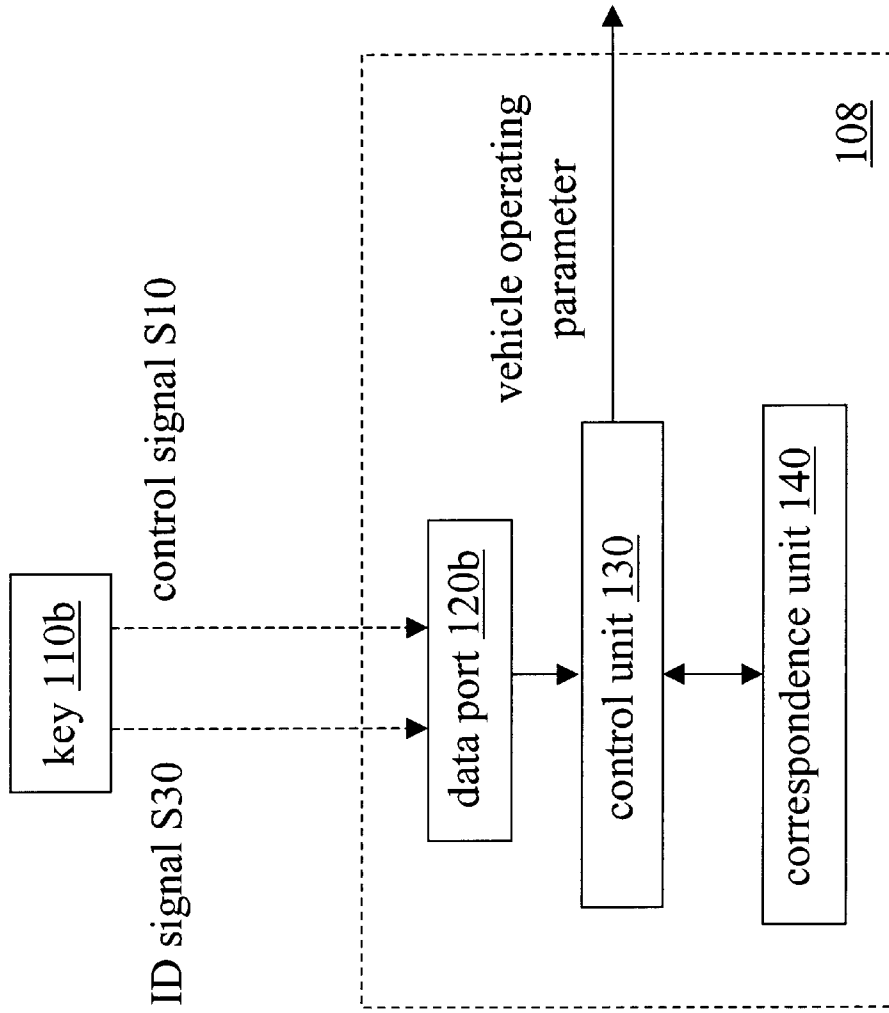 key 110b
ID signal S30
control signal S10
data port 120b
control unit 130
correspondence unit 140
vehicle operating
parameter
108